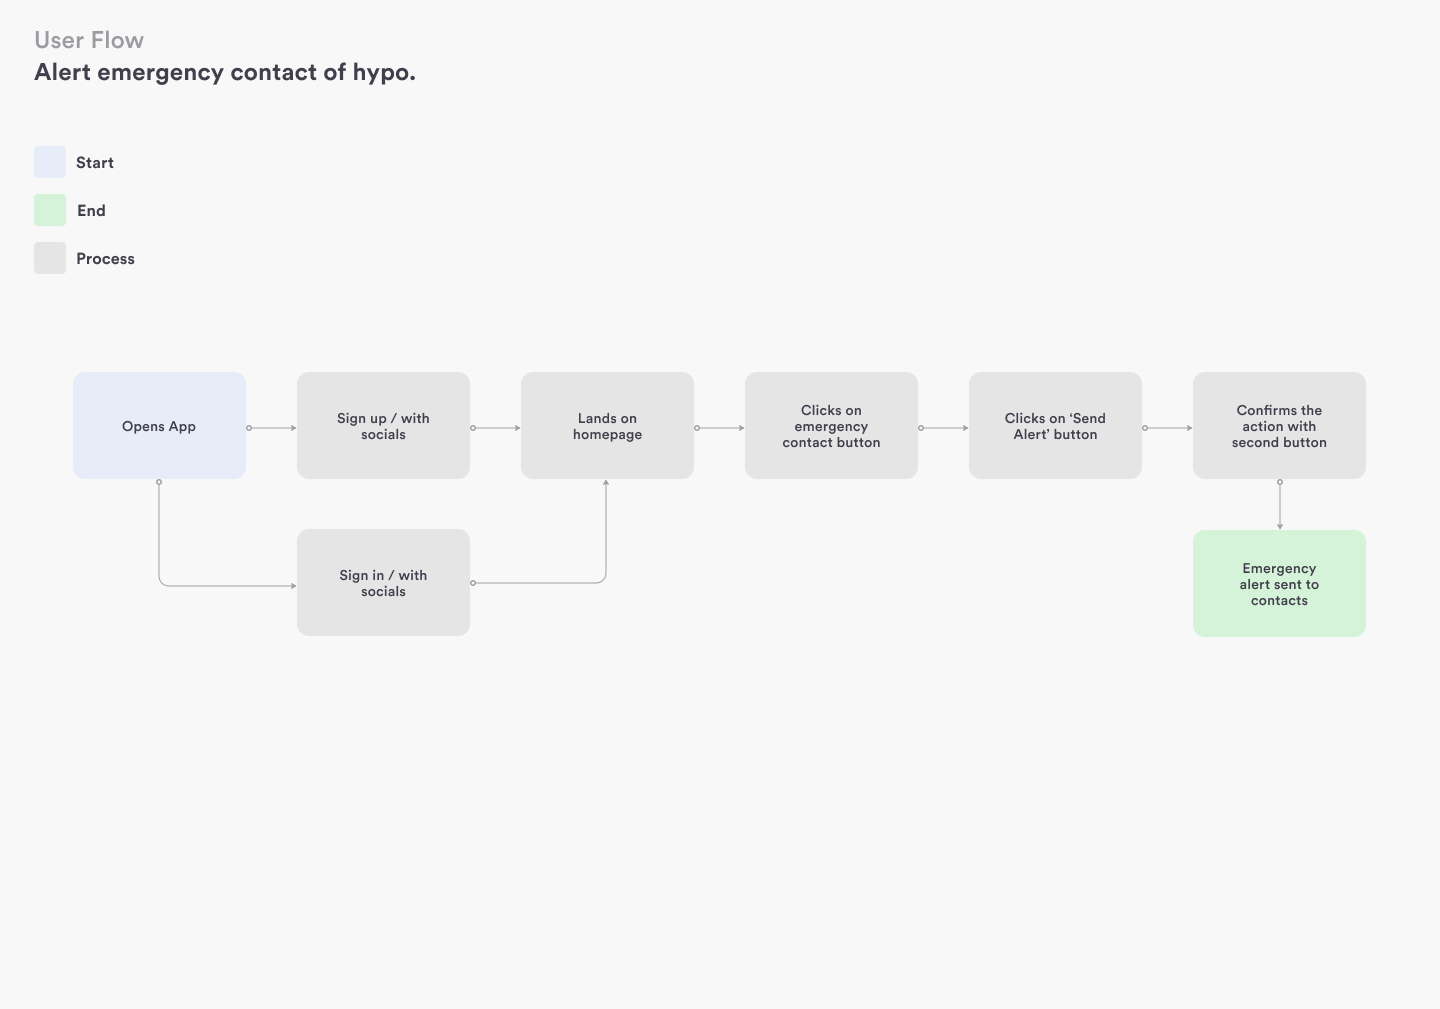 User Flow
Alert emergency contact of hypo.
Start
End
Process
Opens App
Sign up / with
socials
Lands on
homepage
Clicks on
emergency
contact button
Clicks on ‘Send
Alert’ button
Confirms the
action with
second button
Sign in / with
socials
Emergency
alert sent to
contacts